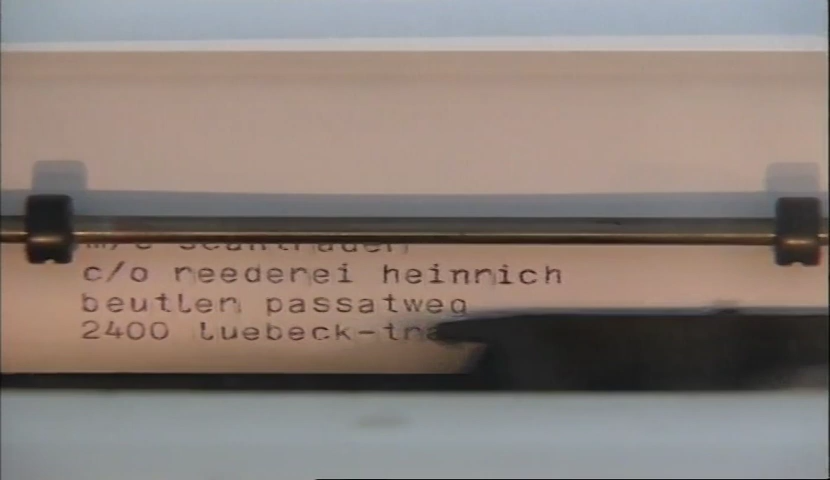 c/o reederei heinrich
beutler passatweg
2400 luebeck-tra